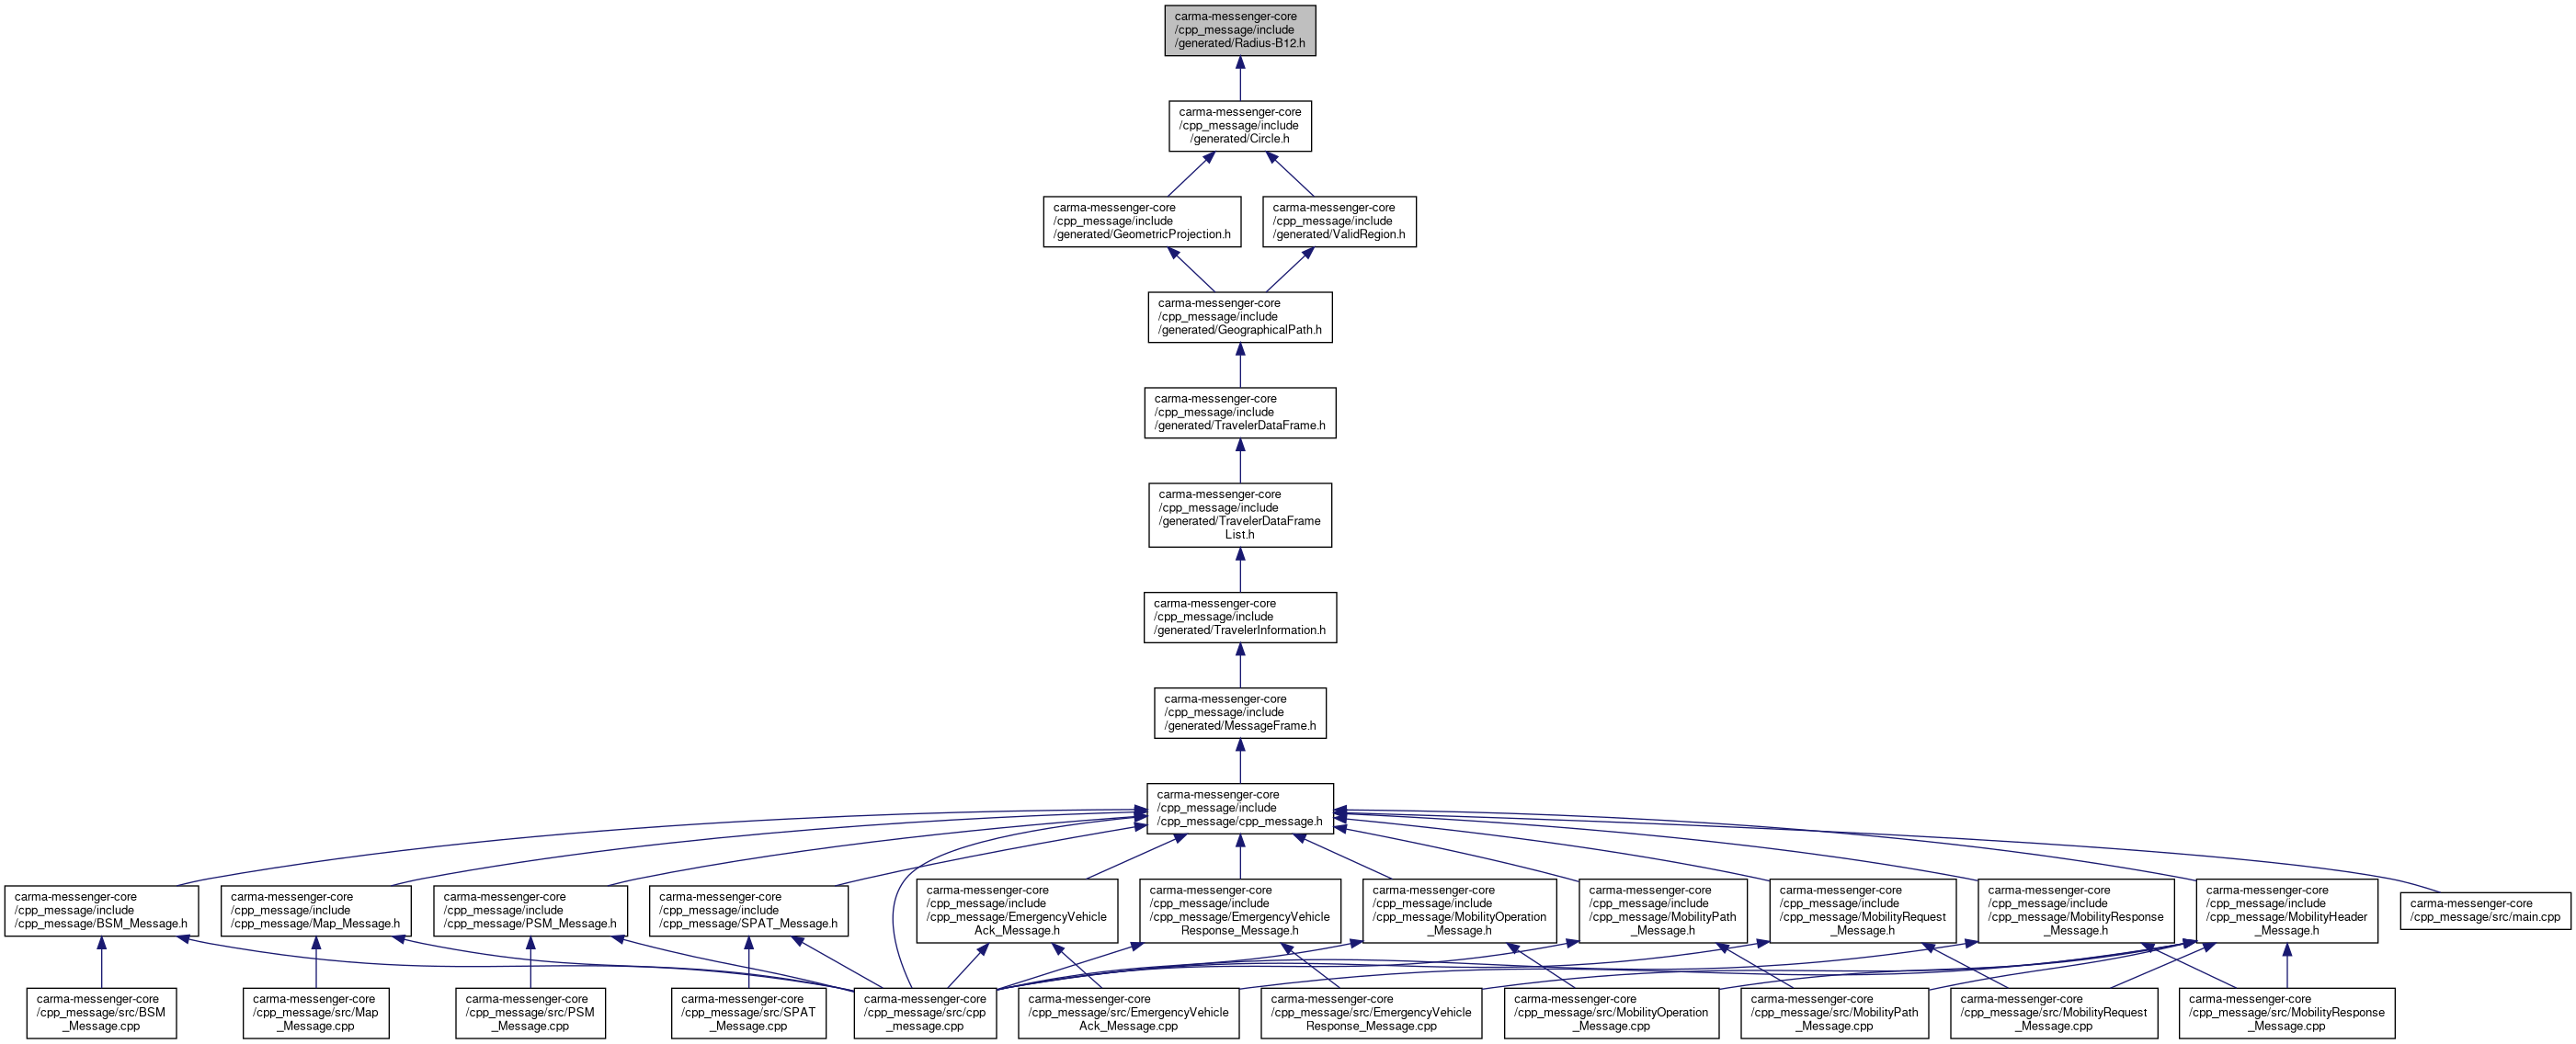 carma-messenger-core
/cpp_message/include
/generated/Radius-B12.h
carma-messenger-core
/cpp_message/include
/generated/Circle.h
carma-messenger-core
/cpp_message/include
/generated/GeometricProjection.h
carma-messenger-core
/cpp_message/include
/generated/ValidRegion.h
carma-messenger-core
/cpp_message/include
/generated/GeographicalPath.h
carma-messenger-core
/cpp_message/include
/generated/TravelerDataFrame.h
carma-messenger-core
/cpp_message/include
/generated/TravelerDataFrame
List.h
carma-messenger-core
/cpp_message/include
/generated/TravelerInformation.h
carma-messenger-core
/cpp_message/include
/generated/MessageFrame.h
carma-messenger-core
/cpp_message/include
/cpp_message/cpp_message.h
carma-messenger-core
/cpp_message/include
/cpp_message/BSM_Message.h
carma-messenger-core
/cpp_message/include
/cpp_message/Map_Message.h
carma-messenger-core
/cpp_message/include
/cpp_message/PSM_Message.h
carma-messenger-core
/cpp_message/include
/cpp_message/SPAT_Message.h
carma-messenger-core
/cpp_message/include
/cpp_message/EmergencyVehicle
Ack_Message.h
carma-messenger-core
/cpp_message/include
/cpp_message/EmergencyVehicle
Response_Message.h
carma-messenger-core
/cpp_message/include
/cpp_message/MobilityOperation
_Message.h
carma-messenger-core
/cpp_message/include
/cpp_message/MobilityPath
_Message.h
carma-messenger-core
/cpp_message/include
/cpp_message/MobilityRequest
_Message.h
carma-messenger-core
/cpp_message/include
/cpp_message/MobilityResponse
_Message.h
carma-messenger-core
/cpp_message/include
/cpp_message/MobilityHeader
_Message.h
carma-messenger-core
/cpp_message/src/main.cpp
carma-messenger-core
/cpp_message/src/BSM
_Message.cpp
carma-messenger-core
/cpp_message/src/Map
_Message.cpp
carma-messenger-core
/cpp_message/src/PSM
_Message.cpp
carma-messenger-core
/cpp_message/src/SPAT
_Message.cpp
carma-messenger-core
/cpp_message/src/cpp
_message.cpp
carma-messenger-core
/cpp_message/src/EmergencyVehicle
Ack_Message.cpp
carma-messenger-core
/cpp_message/src/EmergencyVehicle
Response_Message.cpp
carma-messenger-core
/cpp_message/src/MobilityOperation
_Message.cpp
carma-messenger-core
/cpp_message/src/MobilityPath
_Message.cpp
carma-messenger-core
/cpp_message/src/MobilityRequest
_Message.cpp
carma-messenger-core
/cpp_message/src/MobilityResponse
_Message.cpp